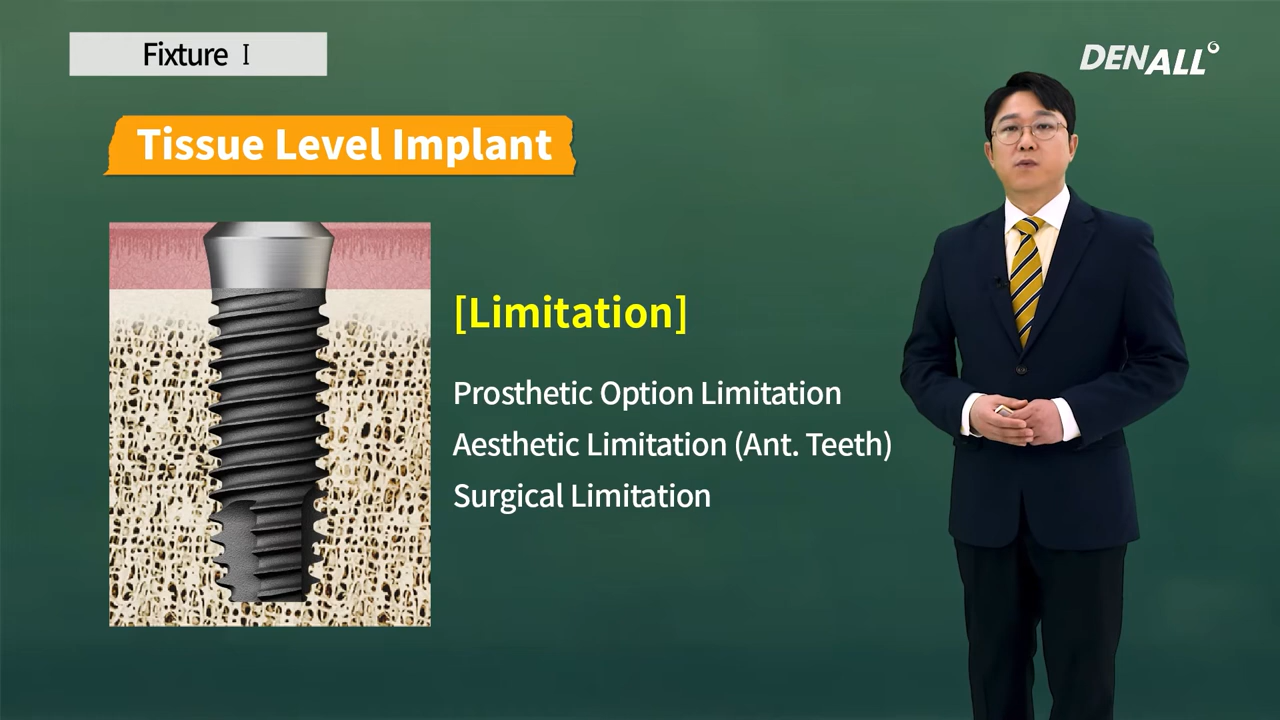 Fixture I
DENALL
Tissue Level Implant
[Limitation]
Prosthetic Option Limitation
Aesthetic Limitation (Ant. Teeth)
Surgical Limitation